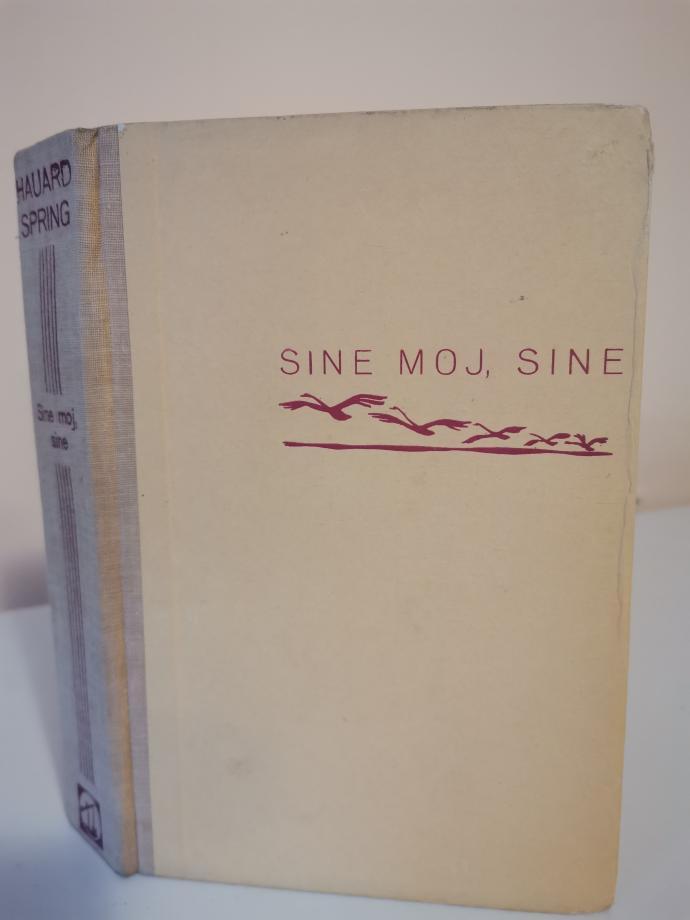 HAUARD
SPRING
Sine moj,
sine
SINE MOJ, SINE